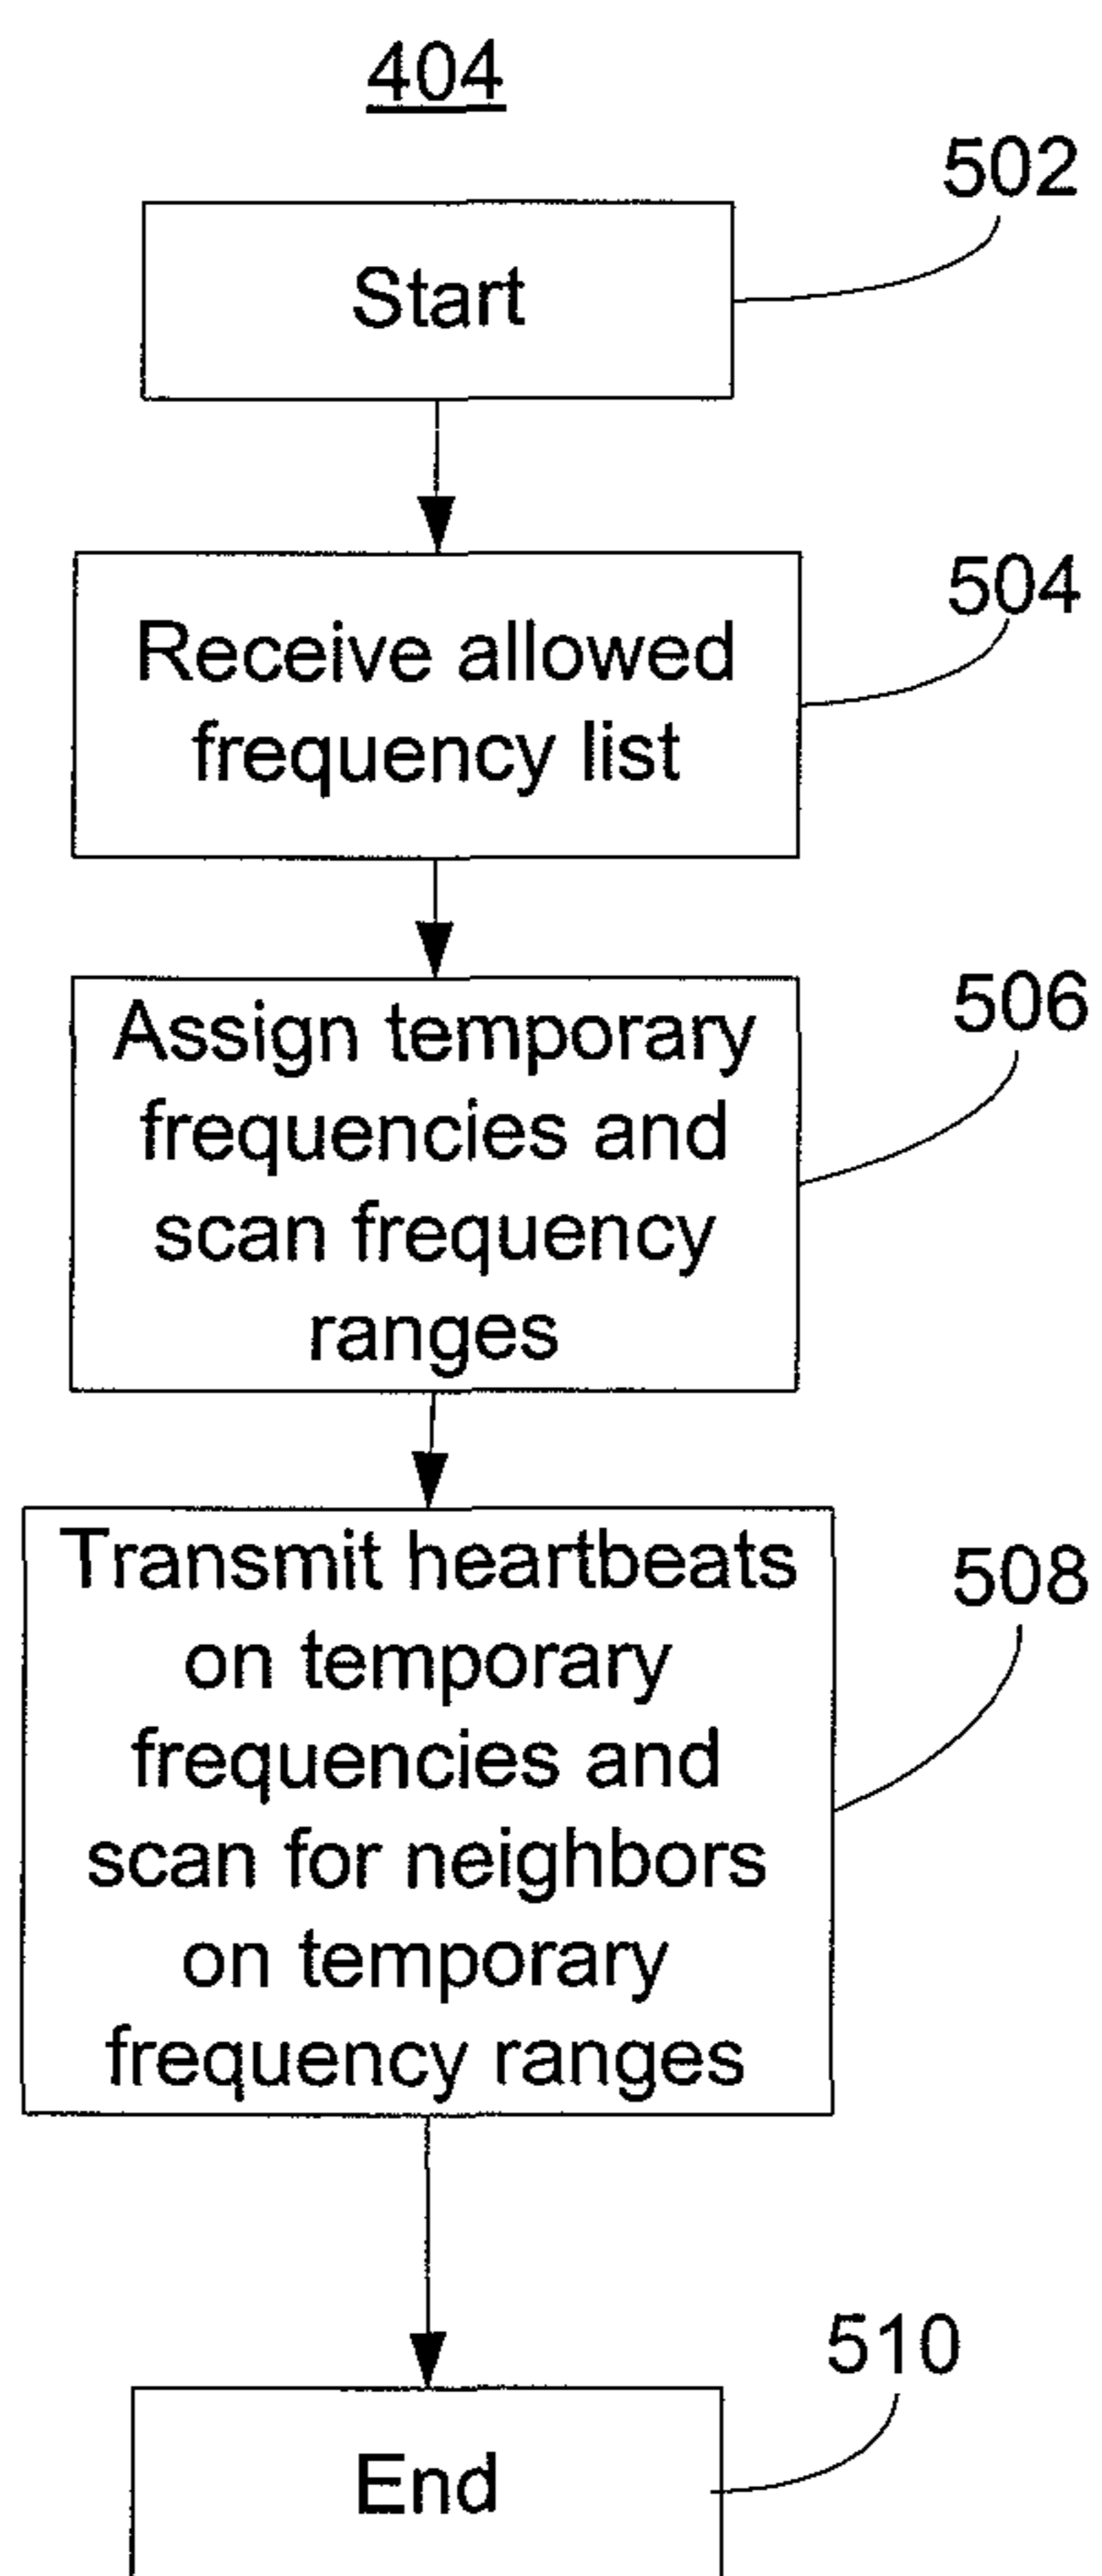 404
502
Start
504
Receive allowed
frequency list
506
Assign temporary
frequencies and
scan frequency
ranges
508
Transmit heartbeats
on temporary
frequencies and
scan for neighbors
on temporary
frequency ranges
510
End